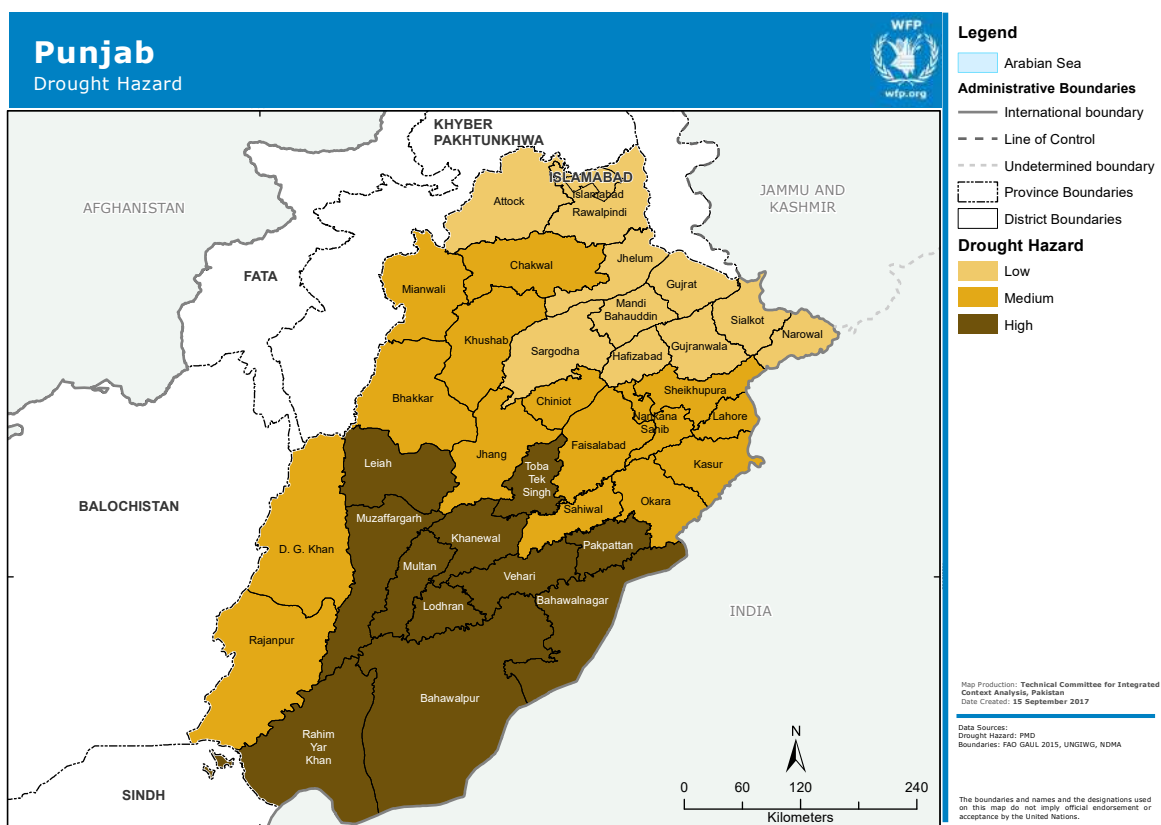 Punjab
Drought Hazard
WFP
wfp.org
KHYBER
PAKHTUNKHWA
ISLAMABAD
Islamabad
Attock
Rawalpindi
JAMMU AND
KASHMIR
AFGHANISTAN
FATA
Chakwal
Jhelum
Mianwali
Gujrat
Mandi
Bahauddin
Sialkot
Narowal
Khushab
Sargodha
Hafizabad
Gujranwala
Bhakkar
Chiniot
Sheikhupura
Nankana
Sahib
Lahore
Faisalabad
Jhang
Leiah
Toba
Tek
Singh
Kasur
Okara
Sahiwal
BALOCHISTAN
Muzaffargarh
Khanewal
Pakpattan
D. G. Khan
Multan
Vehari
Lodhran
Bahawalnagar
INDIA
Rajanpur
Bahawalpur
Rahim
Yar
Khan
SINDH
N
0 60 120 240
Kilometers
Legend
Arabian Sea
Administrative Boundaries
International boundary
Line of Control
Undetermined boundary
Province Boundaries
District Boundaries
Drought Hazard
Low
Medium
High
Map Production: Technical Committee for Integrated
Context Analysis, Pakistan
Date Created: 15 September 2017
Data Sources:
Drought Hazard: PMD
Boundaries: FAO GAUL 2015, UNGIWG, NDMA
The boundaries and names and the designations used
on this map do not imply official endorsement or
acceptance by the United Nations.